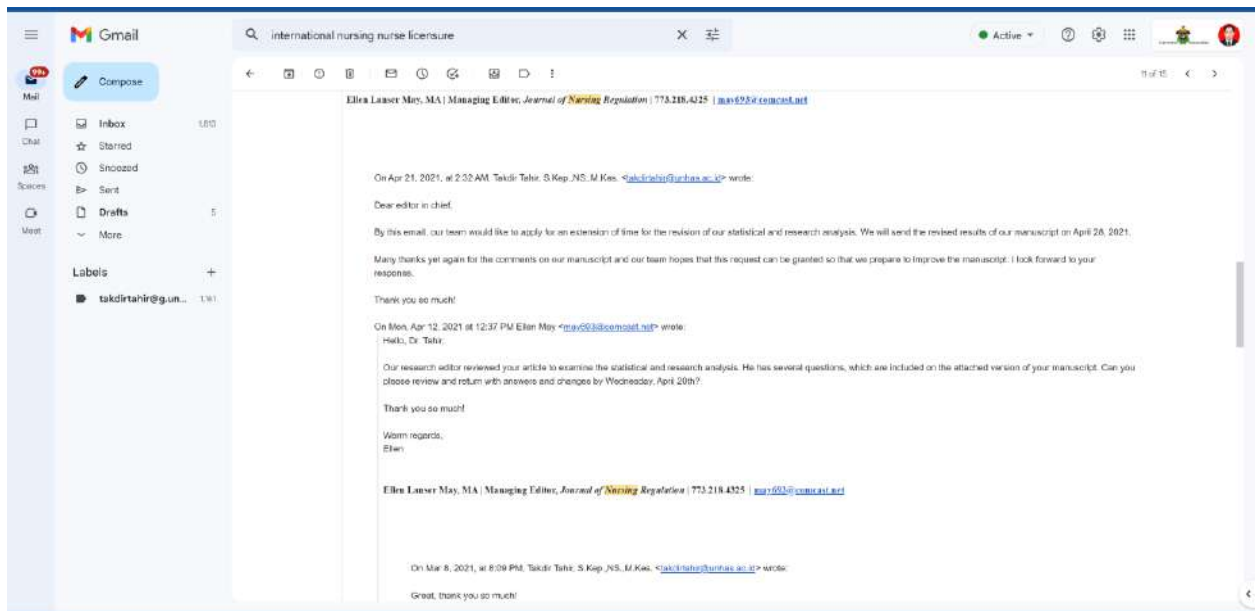 Gmail
international nursing nurse licensure
Active
99+
Mail
Compose
11 of 15
Chat
Inbox
Starred
Snoozed
Spaces
Sent
Drafts 5
Meet
More
Labels
takdirtahir@g.un...
Ellen Lanser May, MA | Managing Editor, Journal of Nursing Regulation | 773.218.4325 | may693@comcast.net
On Apr 21, 2021, at 2:32 AM, Takdir Tahir, S.Kep.,NS.,M.Kes. <takdirtahir@unhas.ac.id> wrote:
Dear editor in chief,
By this email, our team would like to apply for an extension of time for the revision of our statistical and research analysis. We will send the revised results of our manuscript on April 28, 2021.
Many thanks yet again for the comments on our manuscript and our team hopes that this request can be granted so that we prepare to improve the manuscript. I look forward to your
response.
Thank you so much!
On Mon, Apr 12, 2021 at 12:37 PM Ellen May <may693@comcast.net> wrote:
Hello, Dr. Tahir,
Our research editor reviewed your article to examine the statistical and research analysis. He has several questions, which are included on the attached version of your manuscript. Can you
please review and return with answers and changes by Wednesday, April 20th?
Thank you so much!
Warm regards,
Ellen
Ellen Lanser May, MA | Managing Editor, Journal of Nursing Regulation | 773.218.4325 | may693@comcast.net
On Mar 8, 2021, at 8:09 PM, Takdir Tahir, S.Kep.,NS.,M.Kes. <takdirtahir@unhas.ac.id> wrote:
Great, thank you so much!